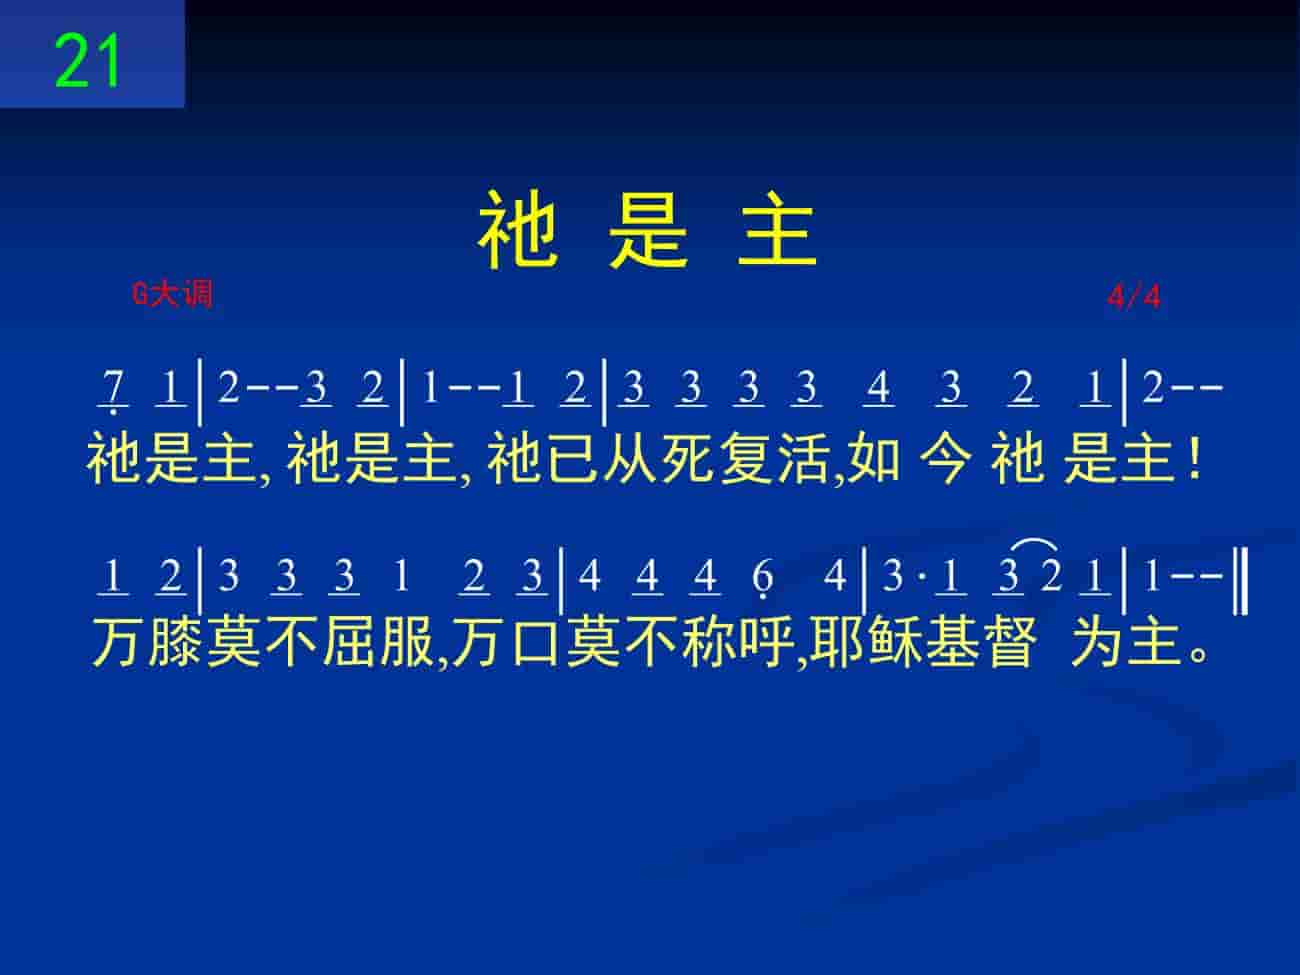 21
祂 是 主
G大调 4/4
7 1|2--3 2|1--1 2|3 3 3 3 4 3 2 1|2--
祂是主, 祂是主, 祂已从死复活,如 今 祂 是主!
1 2|3 3 3 1 2 3|4 4 4 6 4|3·1 3 2 1|1--‖
万膝莫不屈服,万口莫不称呼,耶稣基督 为主。